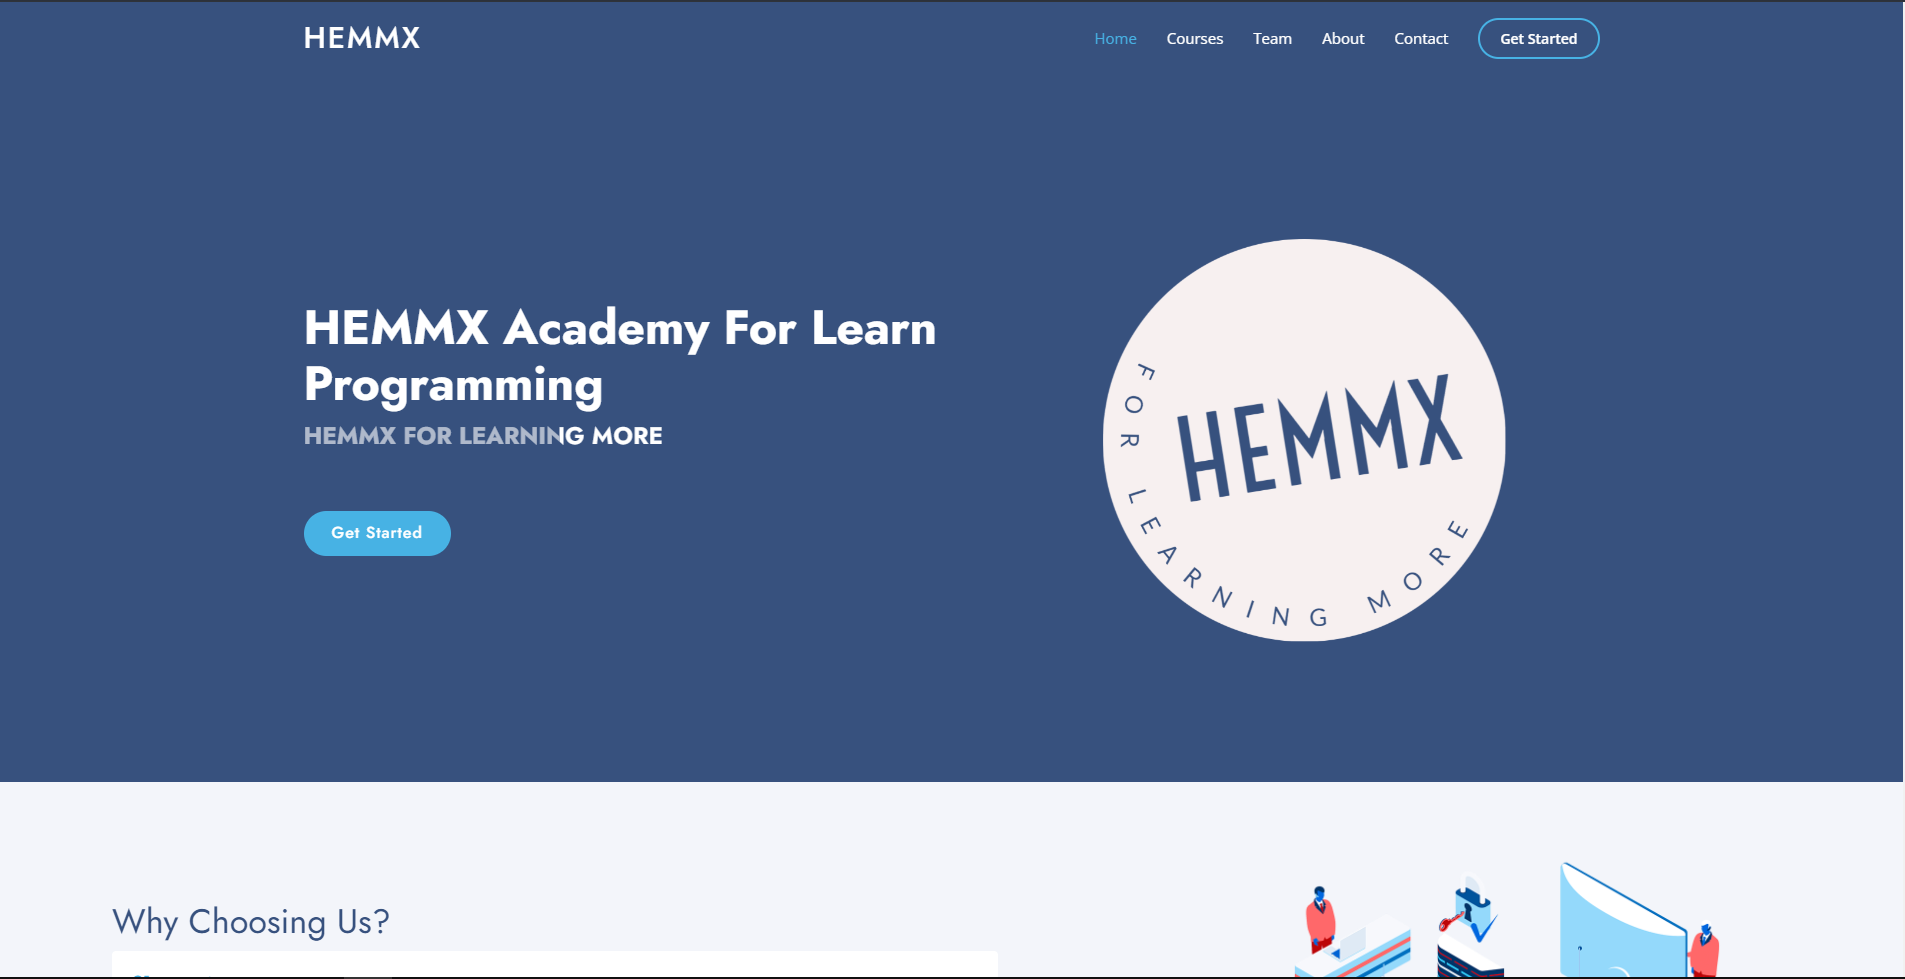 HEMMX
Home
Courses
Team
About
Contact
Get Started
HEMMX Academy For Learn
Programming
HEMMX FOR LEARNING MORE
Get Started
HEMMX
FOR LEARNING MORE
Why Choosing Us?